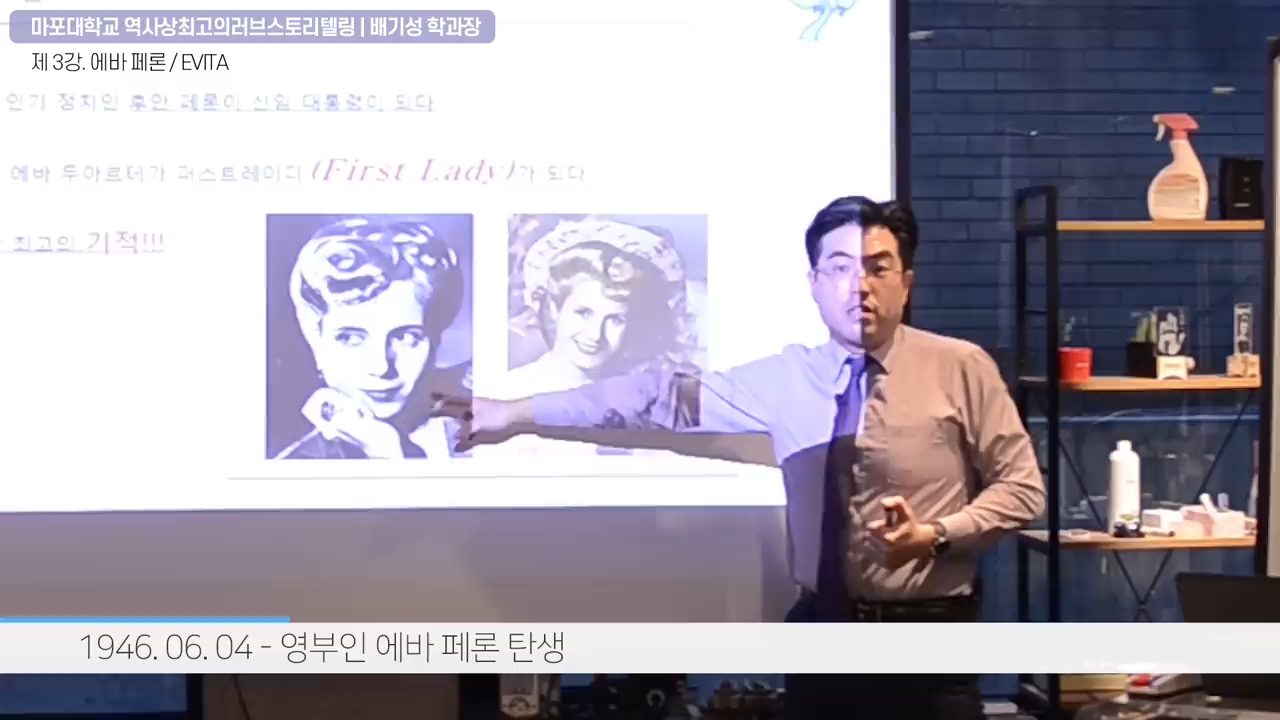 마포대학교 역사상최고의러브스토리텔링 | 배기성 학과장
제 3강. 에바 페론 / EVITA
인기 정치인 후안 페론이 신임 대통령이 되다
에바 두아르테가 퍼스트레이디(First Lady)가 되다
최고의 기적!!!
1946. 06. 04 - 영부인 에바 페론 탄생